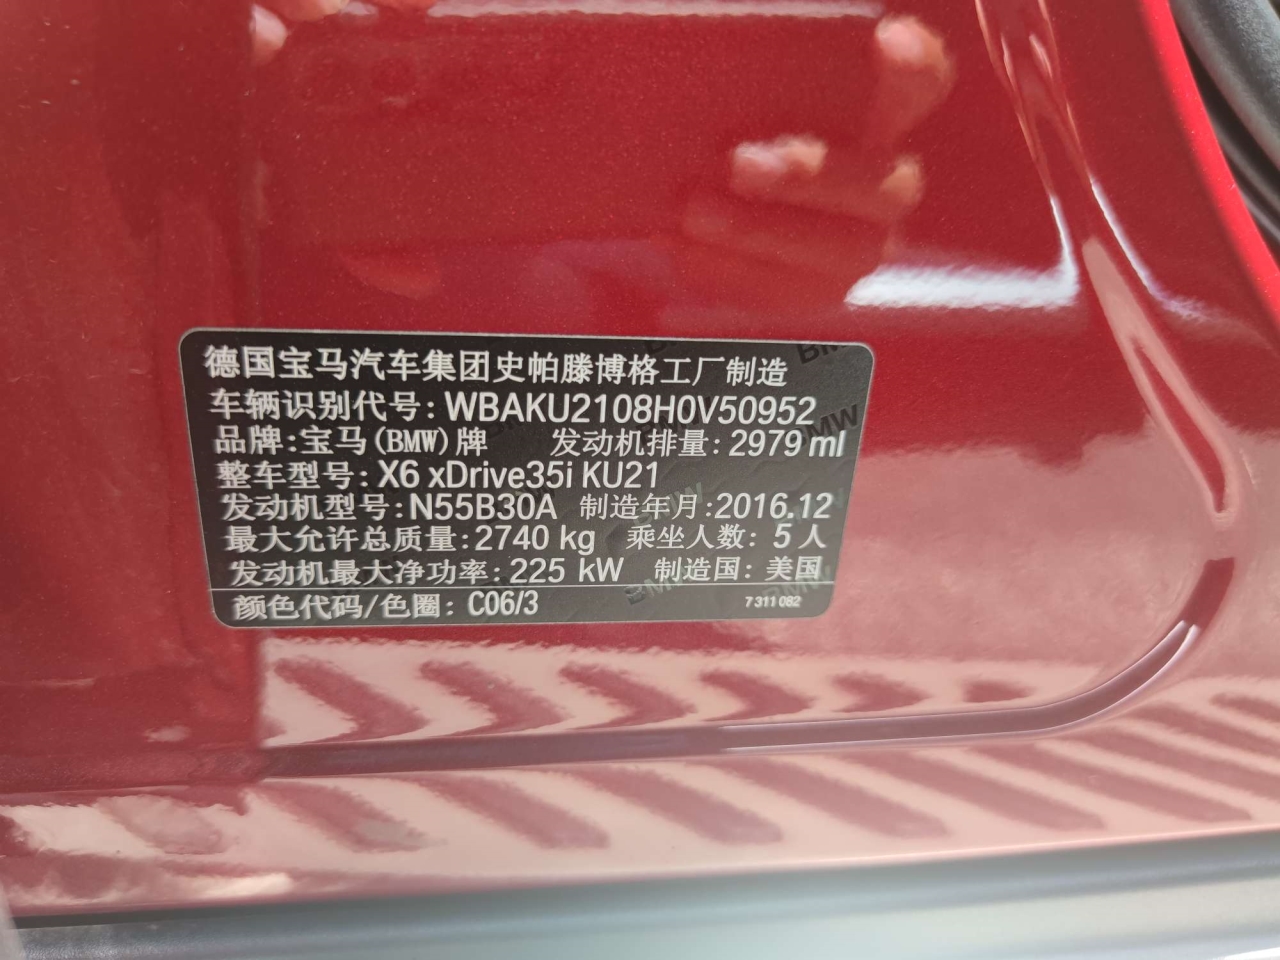 德国宝马汽车集团史帕滕博格工厂制造
车辆识别代号: WBAKU2108H0V50952
品牌: 宝马(BMW)牌 发动机排量: 2979 ml
整车型号: X6 xDrive35i KU21
发动机型号: N55B30A 制造年月: 2016.12
最大允许总质量: 2740 kg 乘坐人数: 5 人
发动机最大净功率: 225 kW 制造国: 美国
颜色代码/色圈: C06/3 7 311 082